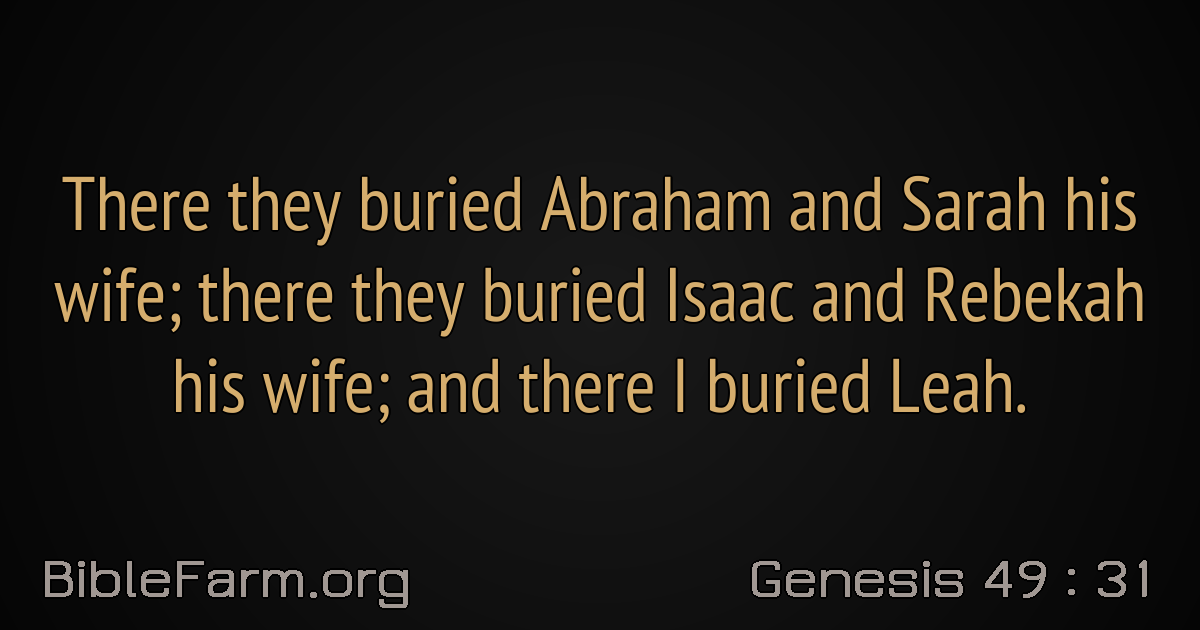 There they buried Abraham and Sarah his
wife; there they buried Isaac and Rebekah
his wife; and there I buried Leah.
BibleFarm.org
Genesis 49 : 31